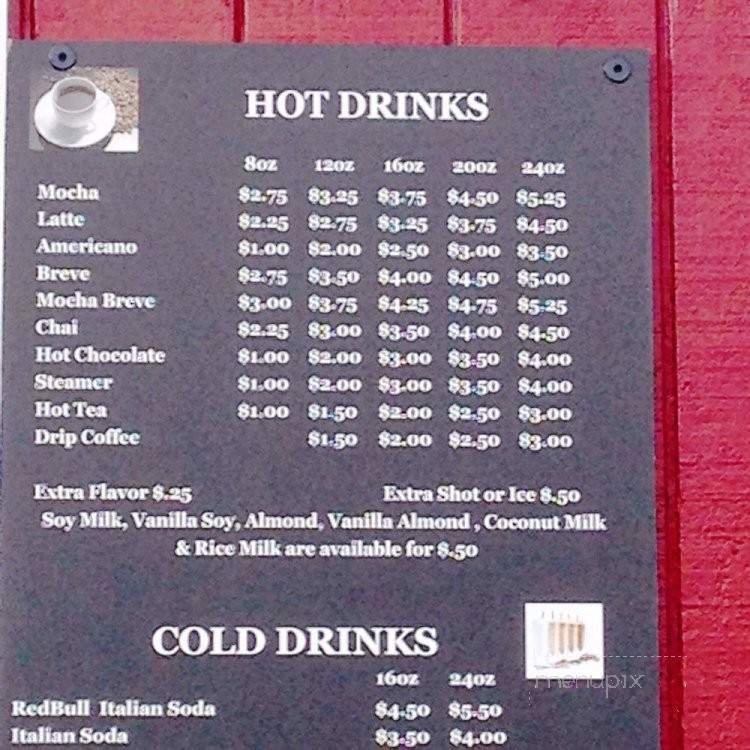 HOT DRINKS
8oz 12oz 16oz 20oz 24oz
Mocha $2.75 $3.25 $3.75 $4.50 $5.25
Latte $2.25 $2.75 $3.25 $3.75 $4.50
Americano $1.00 $2.00 $2.50 $3.00 $3.50
Breve $2.75 $3.50 $4.00 $4.50 $5.00
Mocha Breve $3.00 $3.75 $4.25 $4.75 $5.25
Chai $2.25 $3.00 $3.50 $4.00 $4.50
Hot Chocolate $1.00 $2.00 $3.00 $3.50 $4.00
Steamer $1.00 $2.00 $3.00 $3.50 $4.00
Hot Tea $1.00 $1.50 $2.00 $2.50 $3.00
Drip Coffee $1.50 $2.00 $2.50 $3.00
Extra Flavor $.25 Extra Shot or Ice $.50
Soy Milk, Vanilla Soy, Almond, Vanilla Almond , Coconut Milk
& Rice Milk are available for $.50
COLD DRINKS
16oz 24oz
menupix
RedBull Italian Soda $4.50 $5.50
Italian Soda $3.50 $4.00